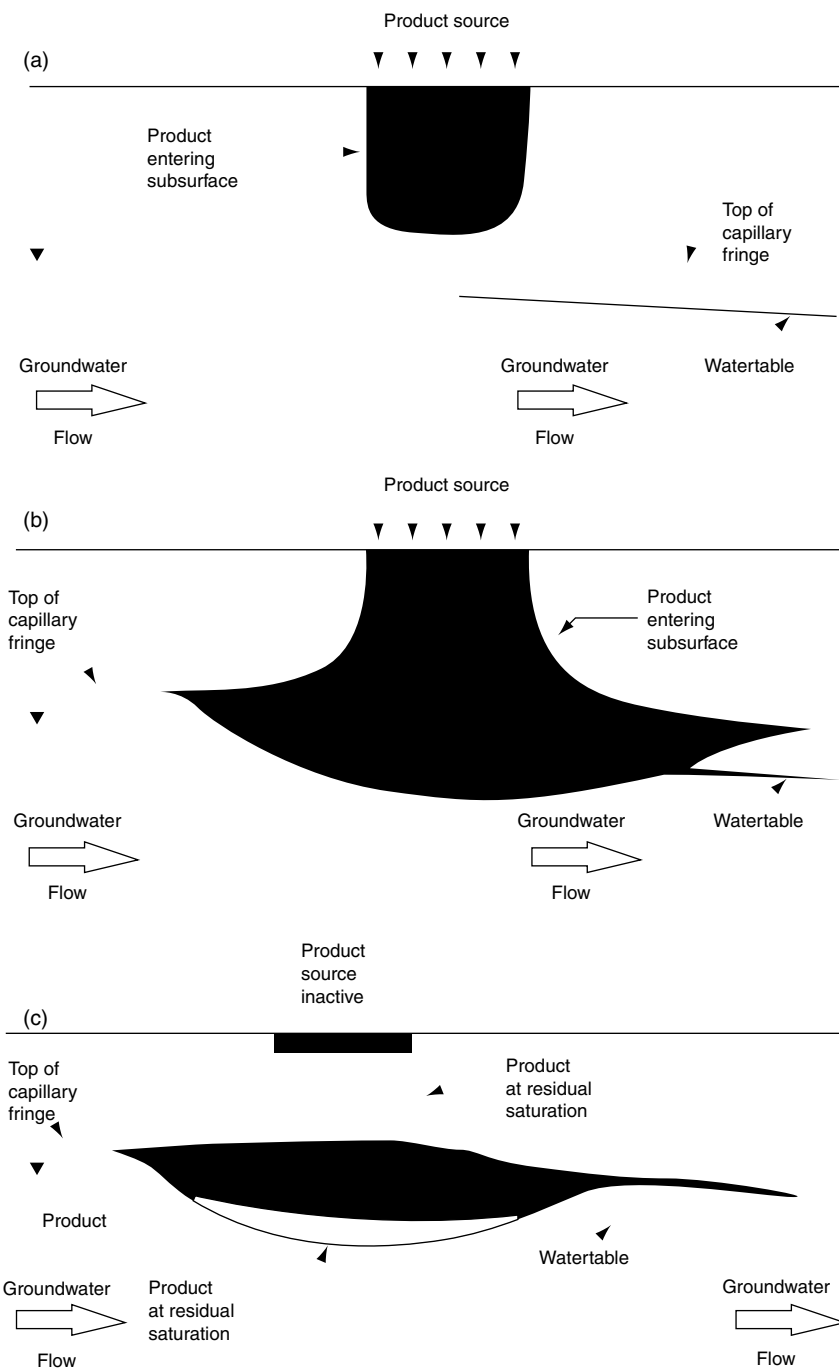 Product source
(a)
Product
entering
subsurface
Top of
capillary
fringe
Groundwater
Flow
Groundwater
Flow
Watertable
Product source
(b)
Top of
capillary
fringe
Product
entering
subsurface
Groundwater
Flow
Groundwater
Flow
Watertable
Product
source
inactive
(c)
Top of
capillary
fringe
Product
at residual
saturation
Product
Watertable
Groundwater
Flow
Product
at residual
saturation
Groundwater
Flow